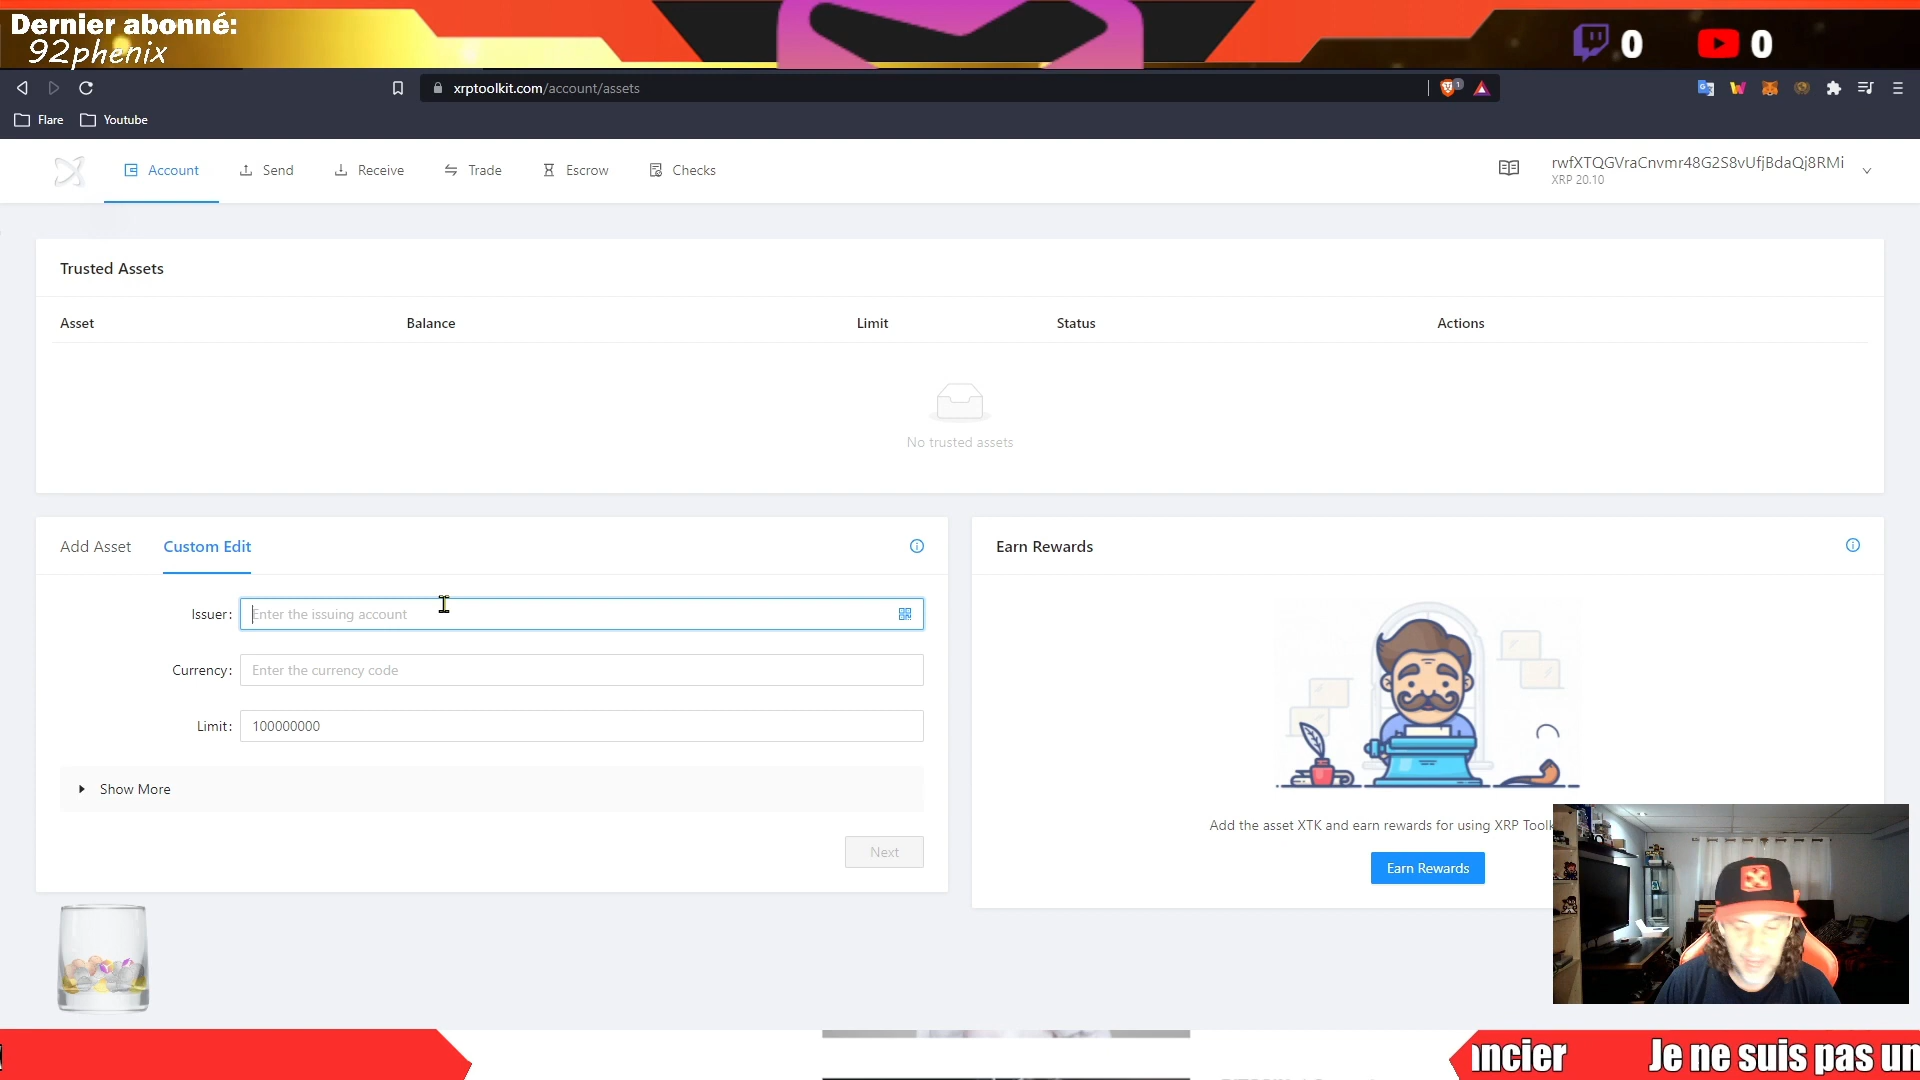 Dernier abonné:
92phenix
0
0
xrptoolkit.com/account/assets
1
Flare
Youtube
Account
Send
Receive
Trade
Escrow
Checks
rwfXTQGVraCnvmr48G2S8vUfjBdaQj8RMi
XRP 20.10
Trusted Assets
Asset
Balance
Limit
Status
Actions
No trusted assets
Add Asset
Custom Edit
Issuer:
Enter the issuing account
Currency:
Enter the currency code
Limit:
100000000
Show More
Next
Earn Rewards
Add the asset XTK and earn rewards for using XRP Toolk
Earn Rewards
ncier
Je ne suis pas un